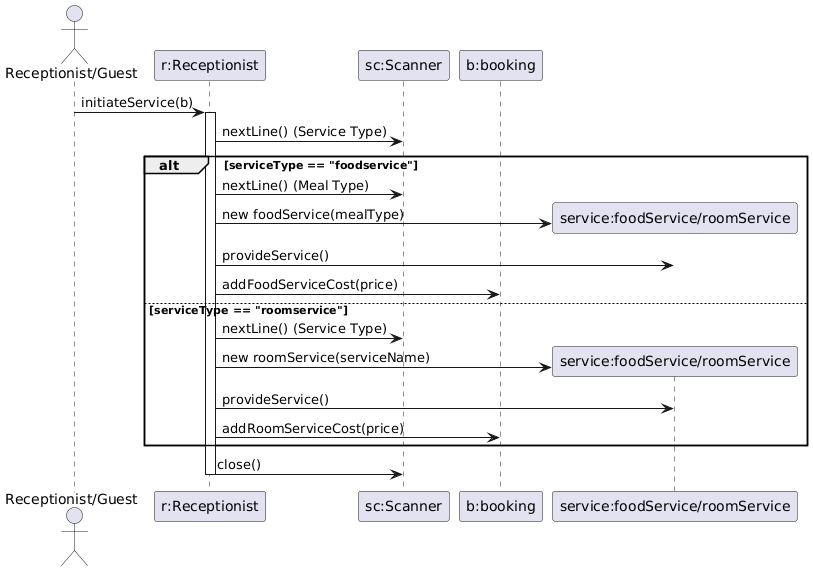 Receptionist/Guest
r:Receptionist
sc:Scanner
b:booking
initiateService(b)
nextLine() (Service Type)
alt
[serviceType == "foodservice"]
nextLine() (Meal Type)
new foodService(mealType)
service:foodService/roomService
provideService()
addFoodServiceCost(price)
[serviceType == "roomservice"]
nextLine() (Service Type)
new roomService(serviceName)
service:foodService/roomService
provideService()
addRoomServiceCost(price)
close()
Receptionist/Guest
r:Receptionist
sc:Scanner
b:booking
service:foodService/roomService